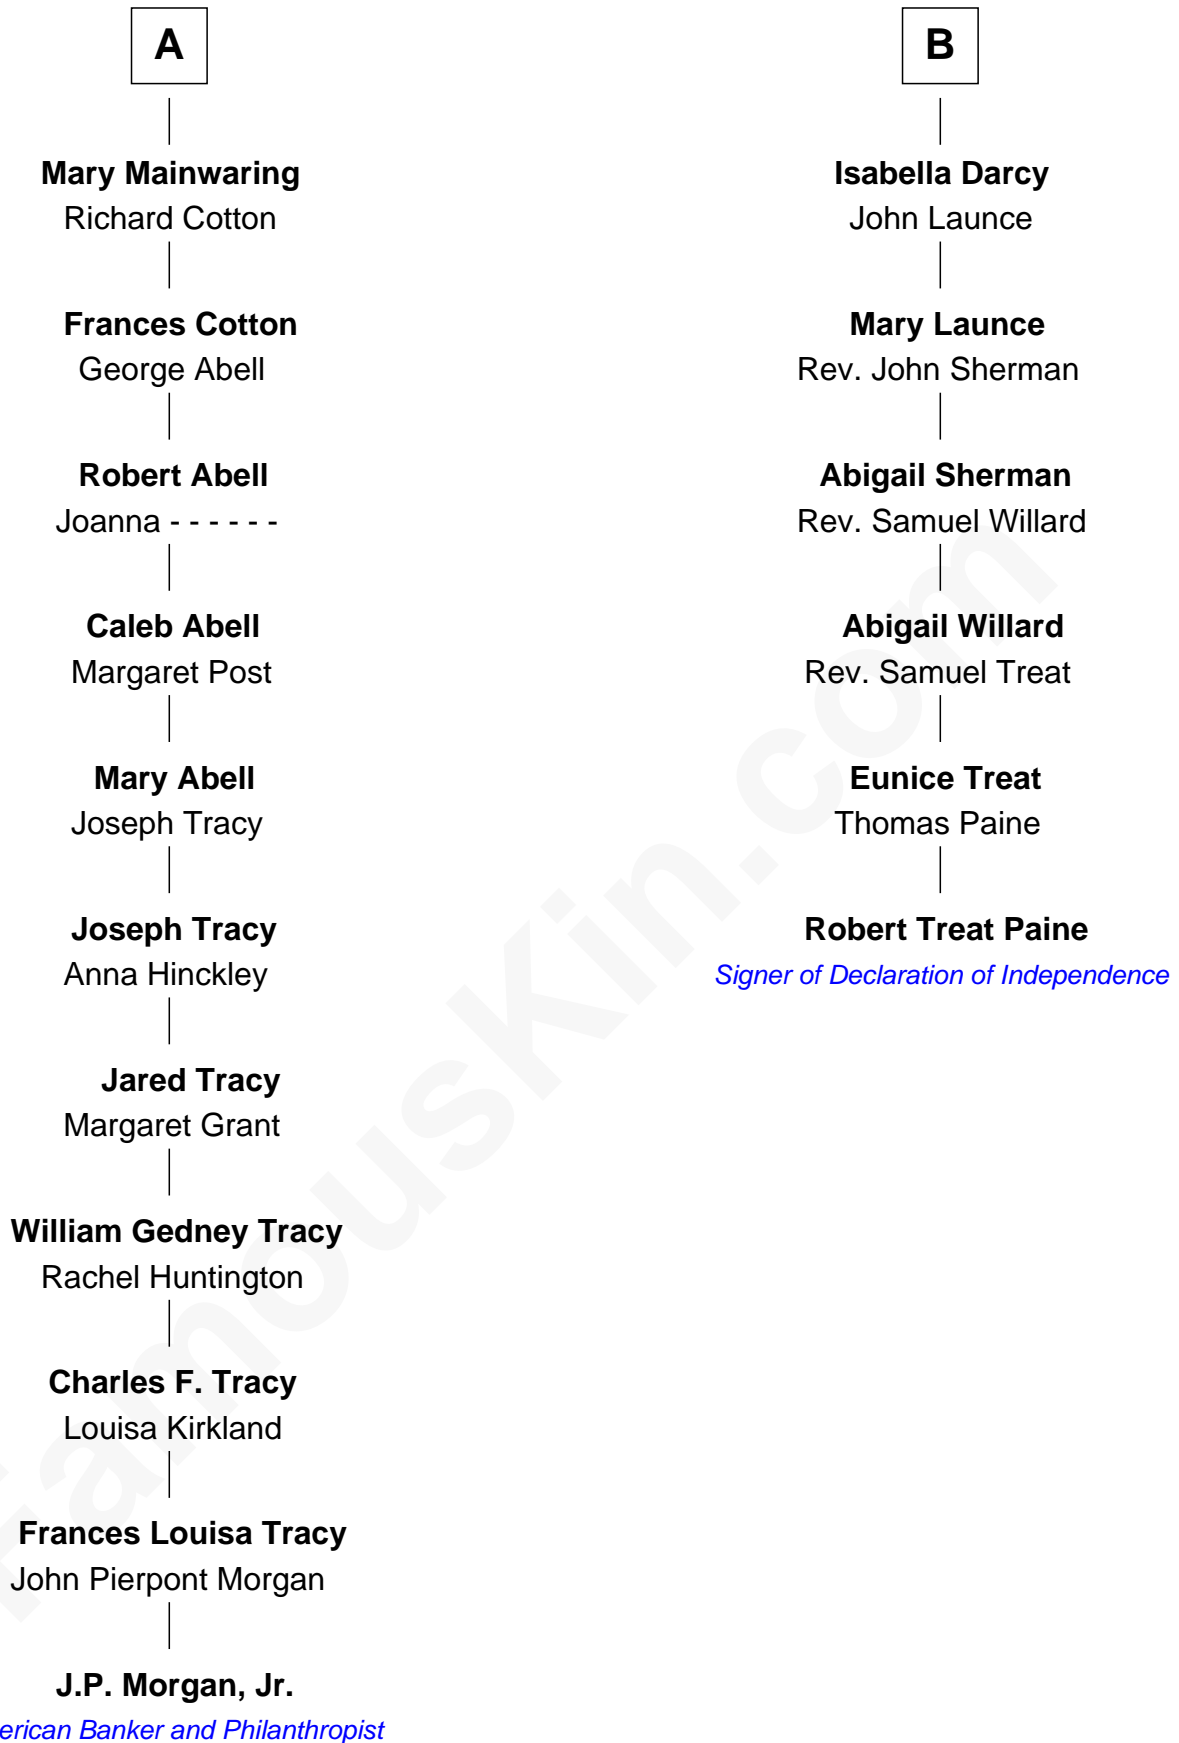 A
Mary Mainwaring
Richard Cotton
Frances Cotton
George Abell
Robert Abell
Joanna - - - - - -
Caleb Abell
Margaret Post
Mary Abell
Joseph Tracy
Joseph Tracy
Anna Hinckley
Jared Tracy
Margaret Grant
William Gedney Tracy
Rachel Huntington
Charles F. Tracy
Louisa Kirkland
Frances Louisa Tracy
John Pierpont Morgan
J.P. Morgan, Jr.
erican Banker and Philanthropist
B
Isabella Darcy
John Launce
Mary Launce
Rev. John Sherman
Abigail Sherman
Rev. Samuel Willard
Abigail Willard
Rev. Samuel Treat
Eunice Treat
Thomas Paine
Robert Treat Paine
Signer of Declaration of Independence
FamousKin.com